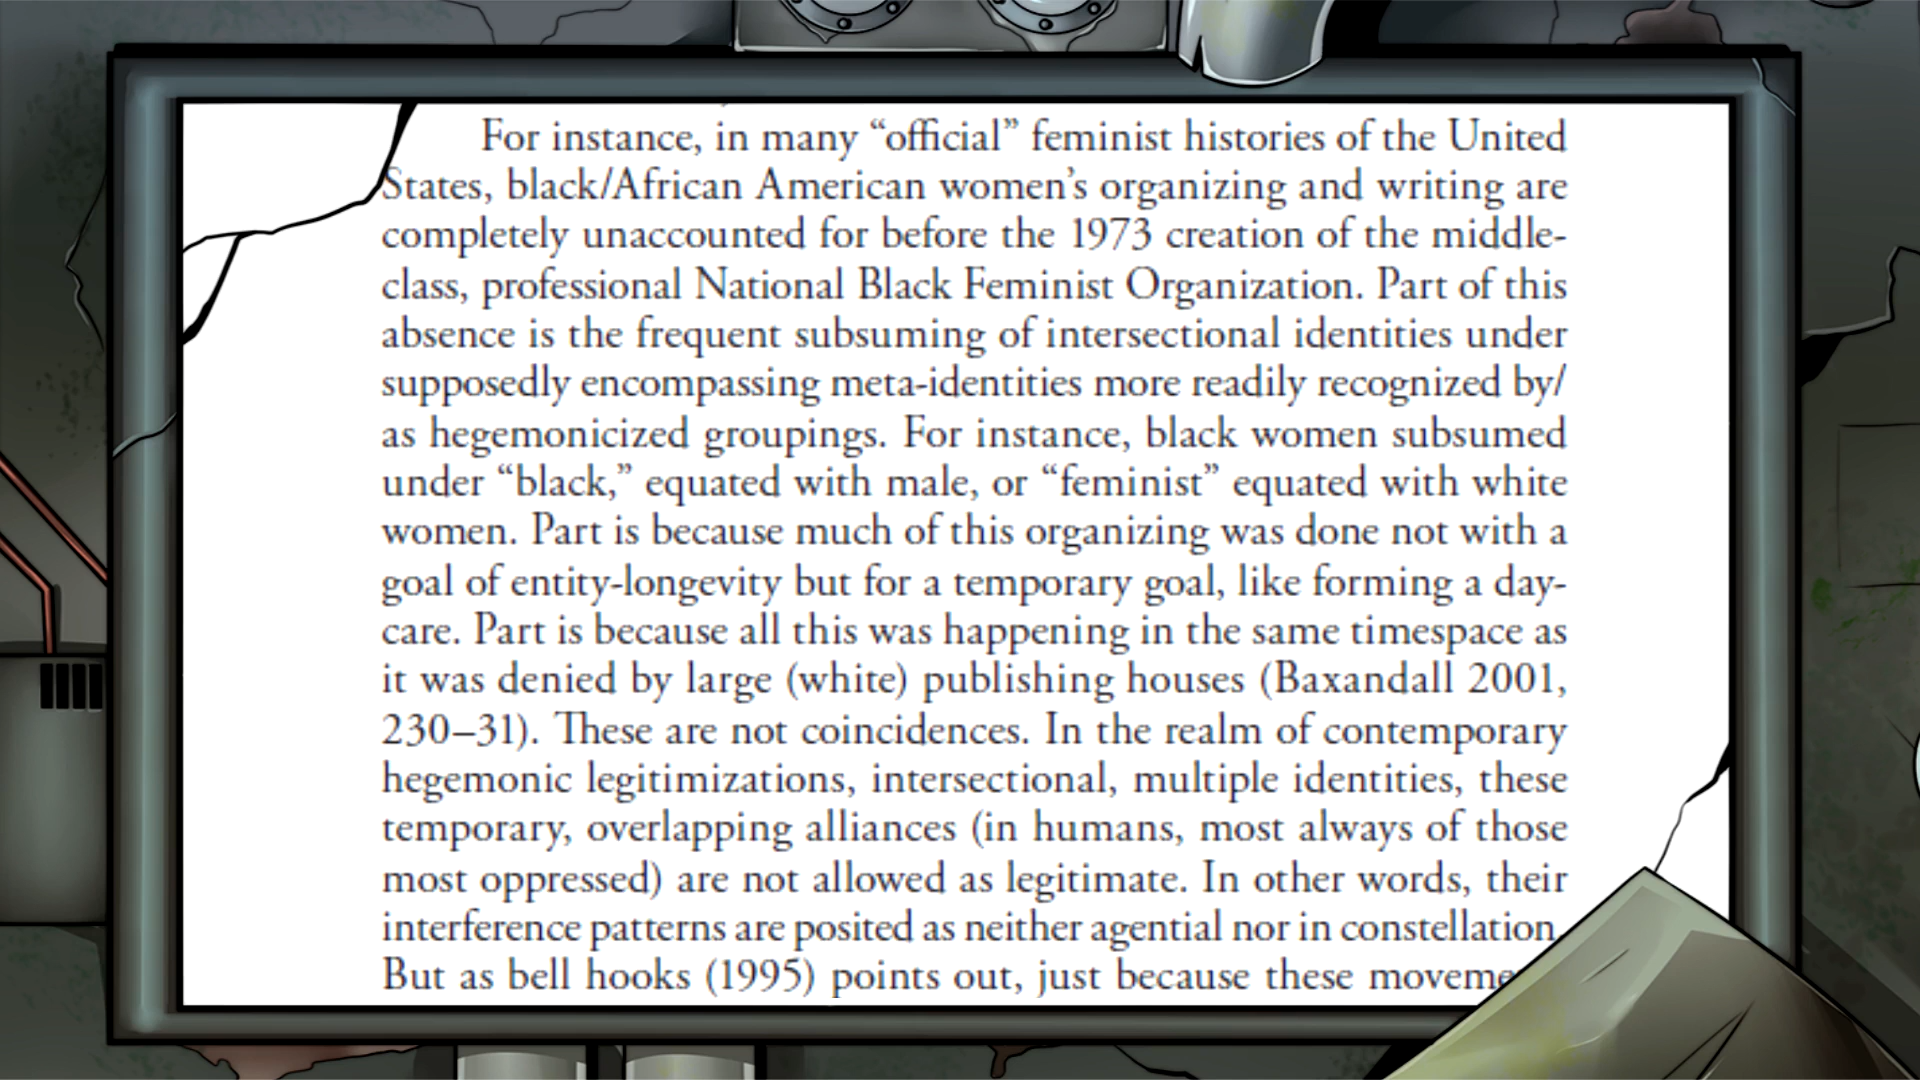 For instance, in many “official” feminist histories of the United
States, black/African American women’s organizing and writing are
completely unaccounted for before the 1973 creation of the middle-
class, professional National Black Feminist Organization. Part of this
absence is the frequent subsuming of intersectional identities under
supposedly encompassing meta-identities more readily recognized by/
as hegemonicized groupings. For instance, black women subsumed
under “black,” equated with male, or “feminist” equated with white
women. Part is because much of this organizing was done not with a
goal of entity-longevity but for a temporary goal, like forming a day-
care. Part is because all this was happening in the same timespace as
it was denied by large (white) publishing houses (Baxandall 2001,
230–31). These are not coincidences. In the realm of contemporary
hegemonic legitimizations, intersectional, multiple identities, these
temporary, overlapping alliances (in humans, most always of those
most oppressed) are not allowed as legitimate. In other words, their
interference patterns are posited as neither agential nor in constellation.
But as bell hooks (1995) points out, just because these